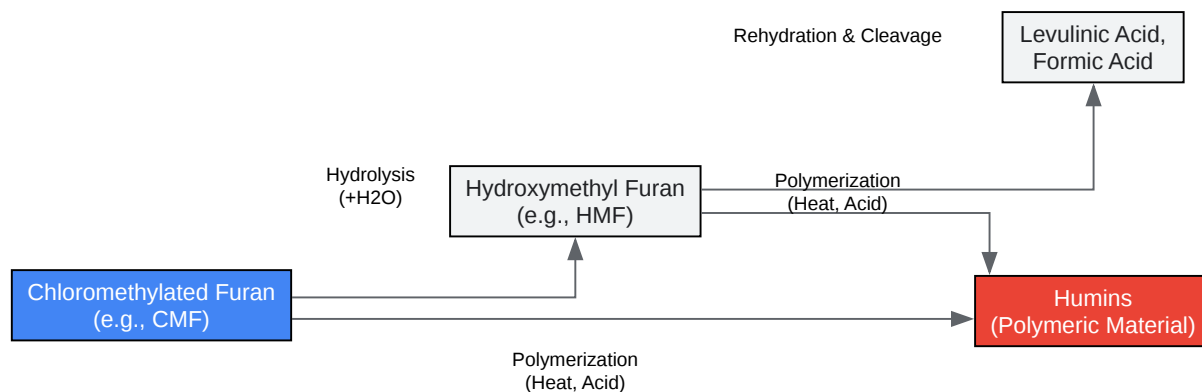 Rehydration & Cleavage
Levulinic Acid,
Formic Acid
Hydrolysis
(+H2O)
Hydroxymethyl Furan
(e.g., HMF)
Polymerization
(Heat, Acid)
Chloromethylated Furan
(e.g., CMF)
Humins
(Polymeric Material)
Polymerization
(Heat, Acid)